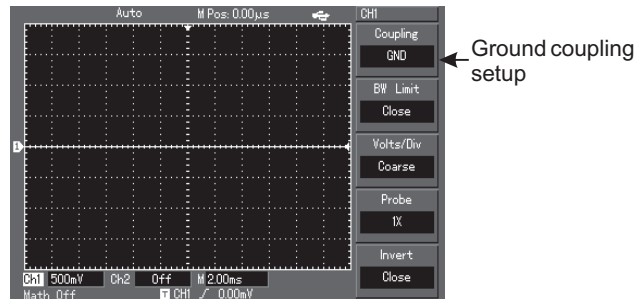 Auto M Pos: 0.00μs CH1
Coupling
GND
Ground coupling
setup
BW Limit
Close
1
Volts/Div
Coarse
Probe
1X
Invert
Close
Ch1 500mV Ch2 Off M 2.00ms
Math Off T CH1 0.00mV